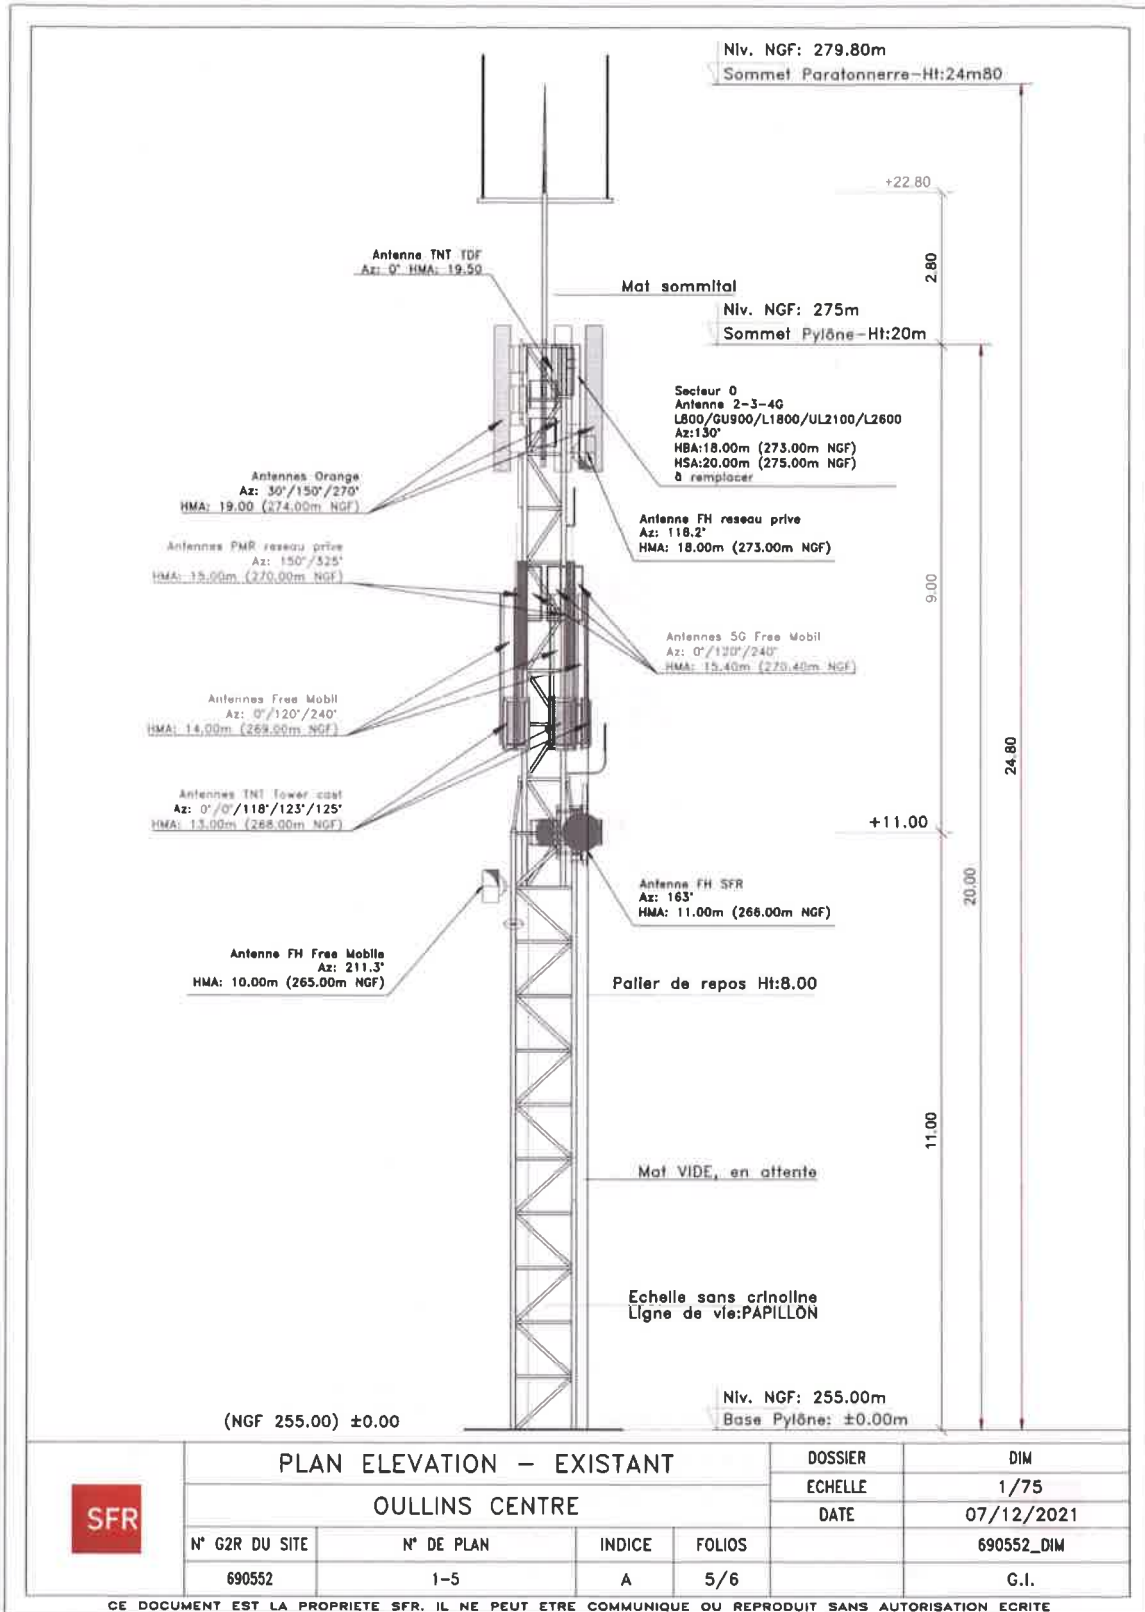 Niv. NGF: 279.80m
Sommet Paratonnerre-Ht:24m80
+22.80
2.80
Antenne TNT TDF
Az: 0° HMA: 19.50
Mat sommital
Niv. NGF: 275m
Sommet Pylône-Ht:20m
Secteur 0
Antenne 2-3-4G
L800/GU900/L1800/UL2100/L2600
Az:130°
HBA:18.00m (273.00m NGF)
HSA:20.00m (275.00m NGF)
à remplacer
Antennes Orange
Az: 30°/150°/270°
HMA: 19.00 (274.00m NGF)
Antenne FH reseau prive
Az: 118.2°
HMA: 18.00m (273.00m NGF)
Antennes PMR reseau prive
Az: 150°/325°
HMA: 15.00m (270.00m NGF)
9.00
Antennes 5G Free Mobil
Az: 0°/120°/240°
HMA: 15.40m (270.40m NGF)
Antennes Free Mobil
Az: 0°/120°/240°
HMA: 14.00m (269.00m NGF)
24.80
Antennes TNT Tower cast
Az: 0°/0°/118°/123°/125°
HMA: 13.00m (268.00m NGF)
+11.00
20.00
Antenne FH SFR
Az: 163°
HMA: 11.00m (266.00m NGF)
Antenne FH Free Mobile
Az: 211.3°
HMA: 10.00m (265.00m NGF)
Palier de repos Ht:8.00
11.00
Mat VIDE, en attente
Echelle sans crinoline
Ligne de vie:PAPILLON
Niv. NGF: 255.00m
Base Pylône: ±0.00m
(NGF 255.00) ±0.00
SFR
PLAN ELEVATION - EXISTANT
OULLINS CENTRE
DOSSIER DIM
ECHELLE 1/75
DATE 07/12/2021
N° G2R DU SITE N° DE PLAN INDICE FOLIOS 690552_DIM
690552 1-5 A 5/6 G.I.
CE DOCUMENT EST LA PROPRIETE SFR. IL NE PEUT ETRE COMMUNIQUE OU REPRODUIT SANS AUTORISATION ECRITE